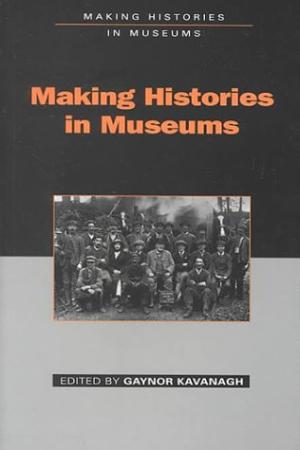 MAKING HISTORIES
IN MUSEUMS
Making Histories
in Museums
EDITED BY GAYNOR KAVANAGH